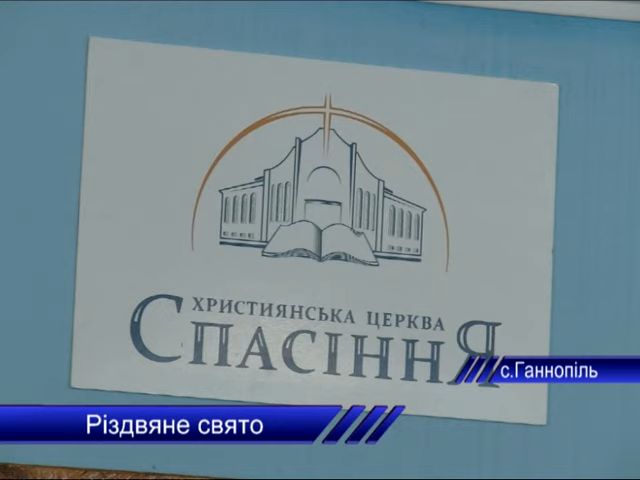 ХРИСТИЯНСЬКА ЦЕРКВА
СПАСІННЯ
с.Ганнопіль
Різдвяне свято